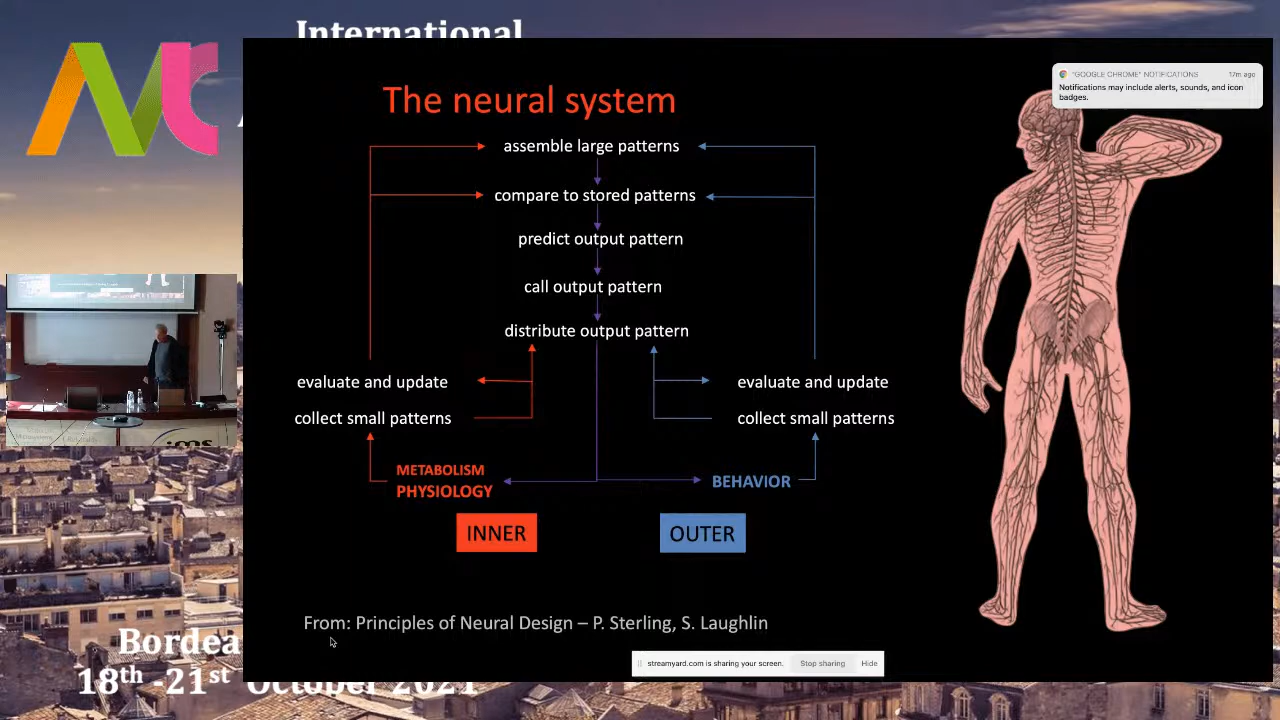 International
The neural system
"GOOGLE CHROME" NOTIFICATIONS 17m ago
Notifications may include alerts, sounds, and icon
badges.
assemble large patterns
compare to stored patterns
predict output pattern
call output pattern
distribute output pattern
evaluate and update
evaluate and update
collect small patterns
collect small patterns
METABOLISM
PHYSIOLOGY
BEHAVIOR
INNER
OUTER
From: Principles of Neural Design – P. Sterling, S. Laughlin
streamyard.com is sharing your screen. Stop sharing Hide
Bordea
18th -21st October 2021
ims